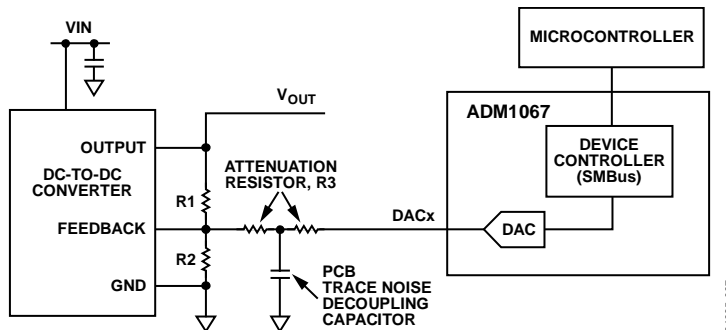 VIN
MICROCONTROLLER
VOUT
ADM1067
OUTPUT
DC-TO-DC
CONVERTER
ATTENUATION
RESISTOR, R3
DEVICE
CONTROLLER
(SMBus)
R1
FEEDBACK
DACx
DAC
R2
GND
PCB
TRACE NOISE
DECOUPLING
CAPACITOR